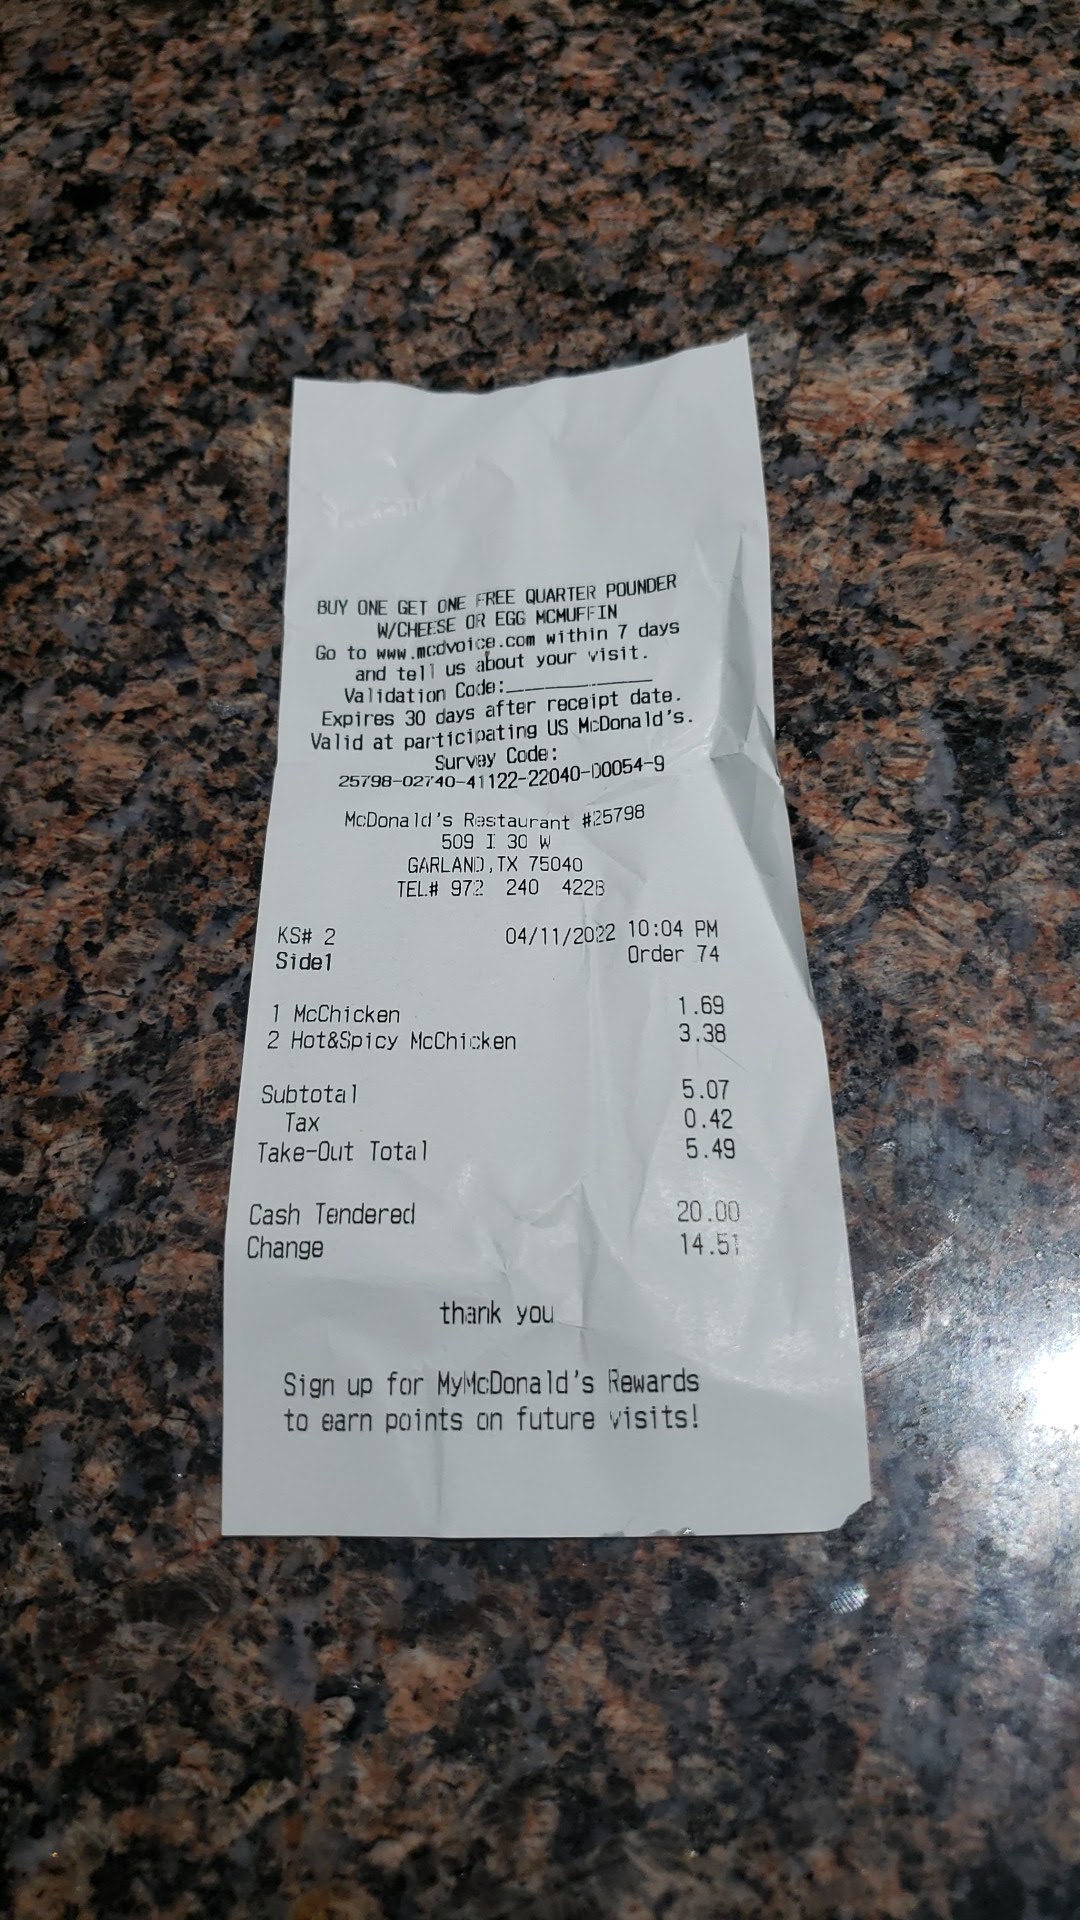 BUY ONE GET ONE FREE QUARTER POUNDER
W/CHEESE OR EGG MCMUFFIN
Go to www.mcdvoice.com within 7 days
and tell us about your visit.
Validation Code:______________
Expires 30 days after receipt date.
Valid at participating US McDonald's.
Survey Code:
25798-02740-41122-22040-00054-9
McDonald's Restaurant #25798
509 I 30 W
GARLAND,TX 75040
TEL.# 972 240 4228
KS# 2 04/11/2022 10:04 PM
Side1 Order 74
1 McChicken 1.69
2 Hot&Spicy McChicken 3.38
Subtotal 5.07
Tax 0.42
Take-Out Total 5.49
Cash Tendered 20.00
Change 14.51
thank you
Sign up for MyMcDonald's Rewards
to earn points on future visits!